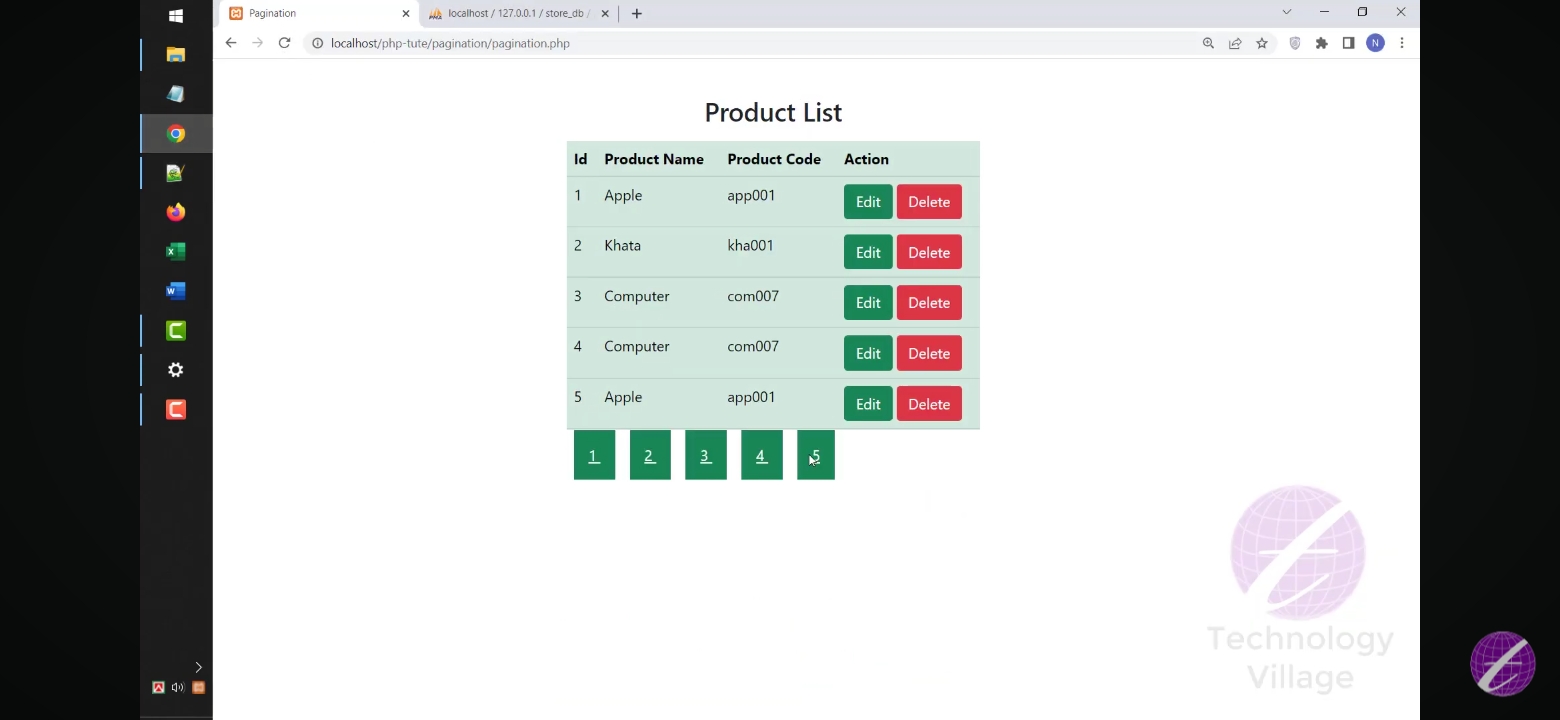 Pagination
localhost / 127.0.0.1 / store_db /
localhost/php-tute/pagination/pagination.php
N
Product List
Id Product Name Product Code Action
1 Apple app001 Edit Delete
2 Khata kha001 Edit Delete
3 Computer com007 Edit Delete
4 Computer com007 Edit Delete
5 Apple app001 Edit Delete
1 2 3 4 5
Technology
Village